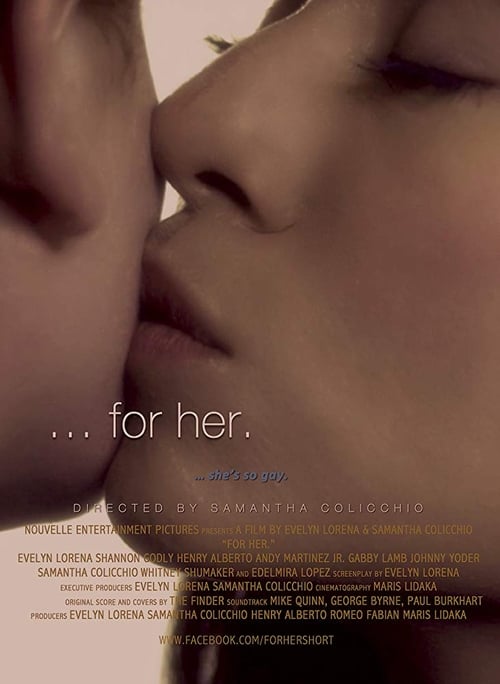 ... for her.
... she's so gay.
DIRECTED BY SAMANTHA COLICCHIO
NOUVELLE ENTERTAINMENT PICTURES PRESENTS A FILM BY EVELYN LORENA & SAMANTHA COLICCHIO
"FOR HER."
EVELYN LORENA SHANNON GODLY HENRY ALBERTO ANDY MARTINEZ JR. GABBY LAMB JOHNNY YODER
SAMANTHA COLICCHIO WHITNEY SHUMAKER AND EDELMIRA LOPEZ SCREENPLAY BY EVELYN LORENA
EXECUTIVE PRODUCERS EVELYN LORENA SAMANTHA COLICCHIO CINEMATOGRAPHY MARIS LIDAKA
ORIGINAL SCORE AND COVERS BY THE FINDER SOUNDTRACK MIKE QUINN, GEORGE BYRNE, PAUL BURKHART
PRODUCERS EVELYN LORENA SAMANTHA COLICCHIO HENRY ALBERTO ROMEO FABIAN MARIS LIDAKA
WWW.FACEBOOK.COM/FORHERSHORT